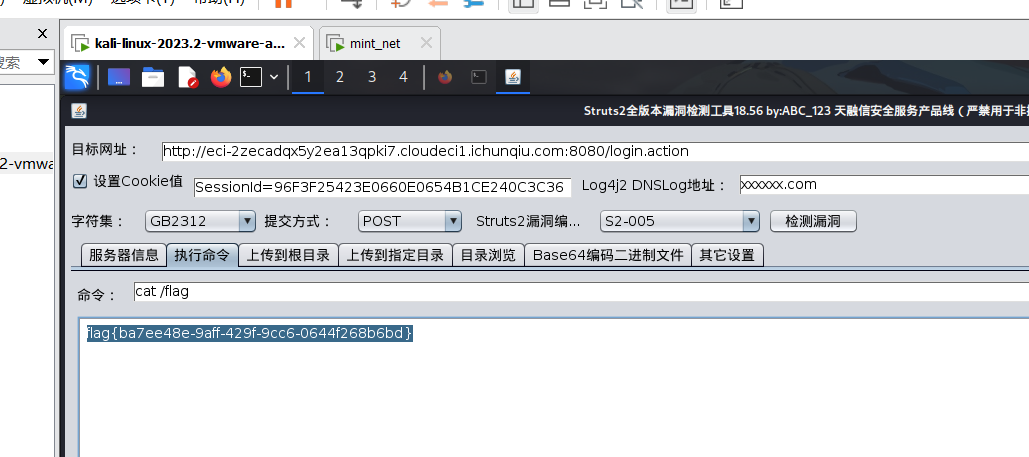 虚拟机(M) 选项卡(T) 帮助(H)
搜索
kali-linux-2023.2-vmware-a... mint_net
1 2 3 4
Struts2全版本漏洞检测工具18.56 by:ABC_123 天融信安全服务产品线（严禁用于非
2-vmwa
目标网址： http://eci-2zecadqx5y2ea13qpki7.cloudeci1.ichunqiu.com:8080/login.action
设置Cookie值 SessionId=96F3F25423E0660E0654B1CE240C3C36 Log4j2 DNSLog地址： xxxxxx.com
字符集： GB2312 提交方式： POST Struts2漏洞编... S2-005 检测漏洞
服务器信息 执行命令 上传到根目录 上传到指定目录 目录浏览 Base64编码二进制文件 其它设置
命令： cat /flag
flag{ba7ee48e-9aff-429f-9cc6-0644f268b6bd}